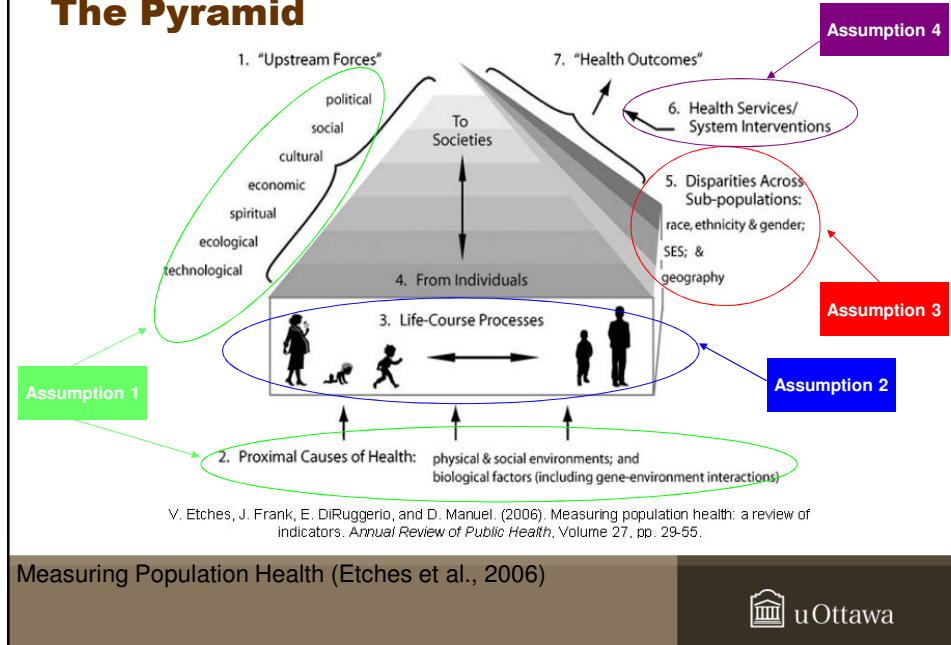 The Pyramid
Assumption 4
1. "Upstream Forces"
7. "Health Outcomes"
political
social
cultural
economic
spiritual
ecological
technological
To
Societies
6. Health Services/
System Interventions
5. Disparities Across
Sub-populations:
race, ethnicity & gender;
SES; &
geography
4. From Individuals
Assumption 3
3. Life-Course Processes
Assumption 1
Assumption 2
2. Proximal Causes of Health: physical & social environments; and
biological factors (including gene-environment interactions)
V. Etches, J. Frank, E. DiRuggerio, and D. Manuel. (2006). Measuring population health: a review of
indicators. Annual Review of Public Health, Volume 27, pp. 29-55.
Measuring Population Health (Etches et al., 2006)
uOttawa